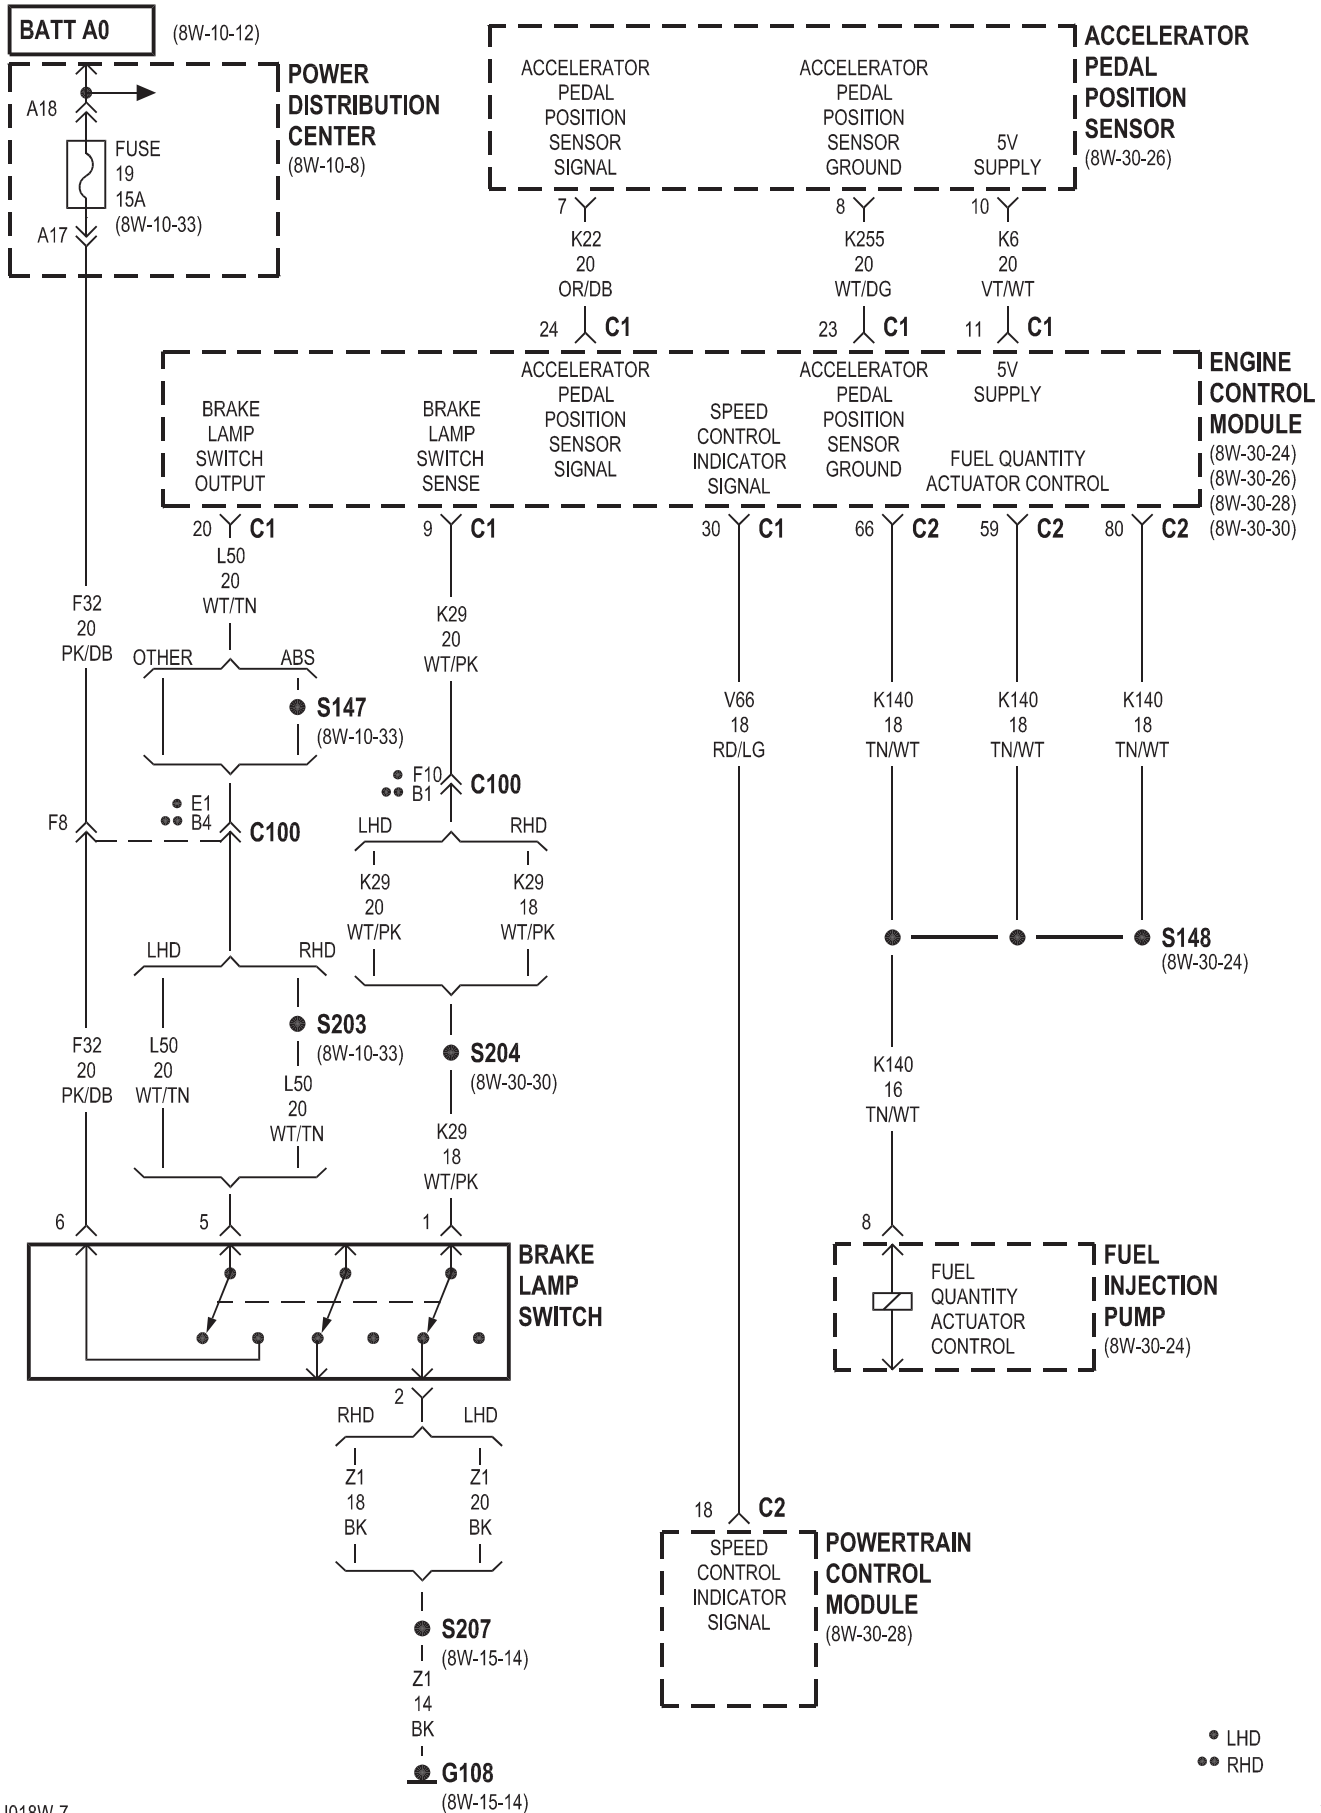 BATT A0
(8W-10-12)
POWER
DISTRIBUTION
CENTER
(8W-10-8)
A18
FUSE
19
15A
(8W-10-33)
A17
ACCELERATOR
PEDAL
POSITION
SENSOR
SIGNAL
ACCELERATOR
PEDAL
POSITION
SENSOR
GROUND
5V
SUPPLY
ACCELERATOR
PEDAL
POSITION
SENSOR
(8W-30-26)
7
K22
20
OR/DB
24 C1
8
K255
20
WT/DG
23 C1
10
K6
20
VT/WT
11 C1
BRAKE
LAMP
SWITCH
OUTPUT
BRAKE
LAMP
SWITCH
SENSE
ACCELERATOR
PEDAL
POSITION
SENSOR
SIGNAL
SPEED
CONTROL
INDICATOR
SIGNAL
ACCELERATOR
PEDAL
POSITION
SENSOR
GROUND
5V
SUPPLY
FUEL QUANTITY
ACTUATOR CONTROL
ENGINE
CONTROL
MODULE
(8W-30-24)
(8W-30-26)
(8W-30-28)
(8W-30-30)
20 C1
9 C1
30 C1
66 C2
59 C2
80 C2
L50
20
WT/TN
F32
20
PK/DB
K29
20
WT/PK
OTHER
ABS
S147
(8W-10-33)
V66
18
RD/LG
K140
18
TN/WT
K140
18
TN/WT
K140
18
TN/WT
F10
B1
C100
E1
B4
C100
F8
LHD
RHD
K29
20
WT/PK
K29
18
WT/PK
LHD
RHD
S148
(8W-30-24)
S203
(8W-10-33)
S204
(8W-30-30)
F32
20
PK/DB
L50
20
WT/TN
L50
20
WT/TN
K29
18
WT/PK
K140
16
TN/WT
6
5
1
8
BRAKE
LAMP
SWITCH
FUEL
QUANTITY
ACTUATOR
CONTROL
FUEL
INJECTION
PUMP
(8W-30-24)
2
RHD
LHD
Z1
18
BK
Z1
20
BK
18 C2
SPEED
CONTROL
INDICATOR
SIGNAL
POWERTRAIN
CONTROL
MODULE
(8W-30-28)
S207
(8W-15-14)
Z1
14
BK
G108
(8W-15-14)
LHD
RHD
J018W-7